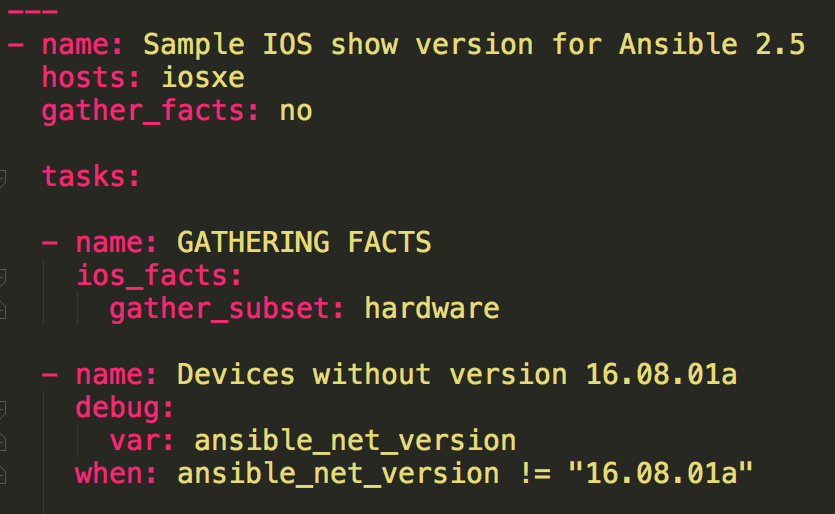 ---
- name: Sample IOS show version for Ansible 2.5
  hosts: iosxe
  gather_facts: no

  tasks:

  - name: GATHERING FACTS
    ios_facts:
      gather_subset: hardware

  - name: Devices without version 16.08.01a
    debug:
      var: ansible_net_version
    when: ansible_net_version != "16.08.01a"